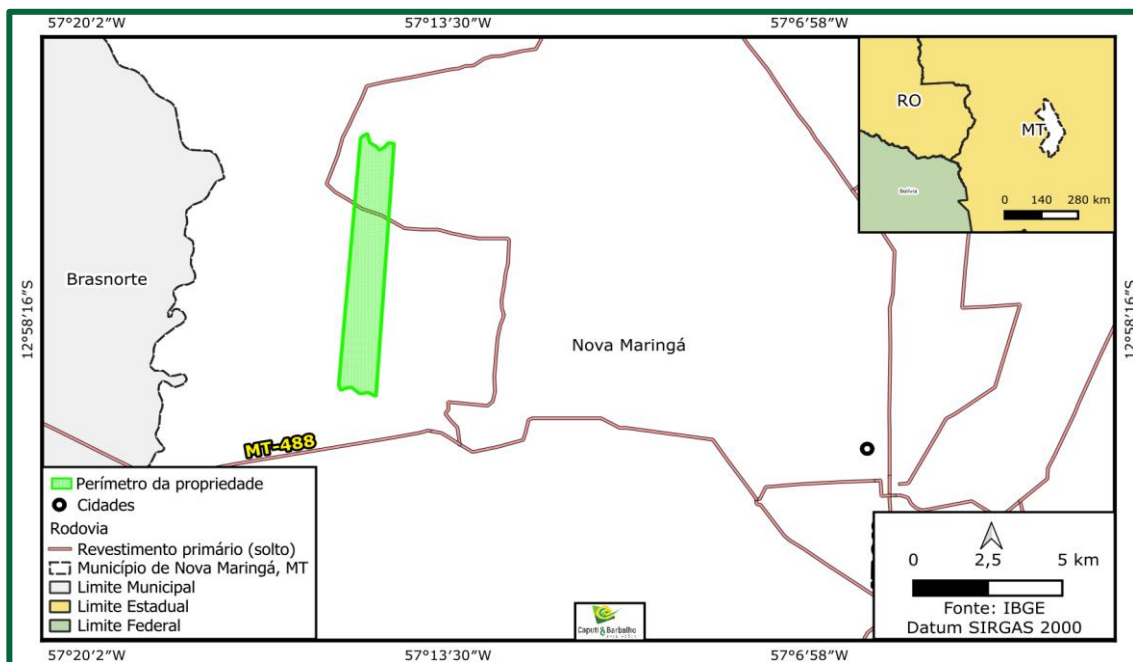 57°20'2"W
57°13'30"W
57°6'58"W
12°58'16"S
12°58'16"S
RO
MT
Bolívia
0 140 280 km
Brasnorte
Nova Maringá
MT-488
Perímetro da propriedade
Cidades
Rodovia
Revestimento primário (solto)
Município de Nova Maringá, MT
Limite Municipal
Limite Estadual
Limite Federal
Caputi & Barbalho
0 2,5 5 km
Fonte: IBGE
Datum SIRGAS 2000
57°20'2"W
57°13'30"W
57°6'58"W